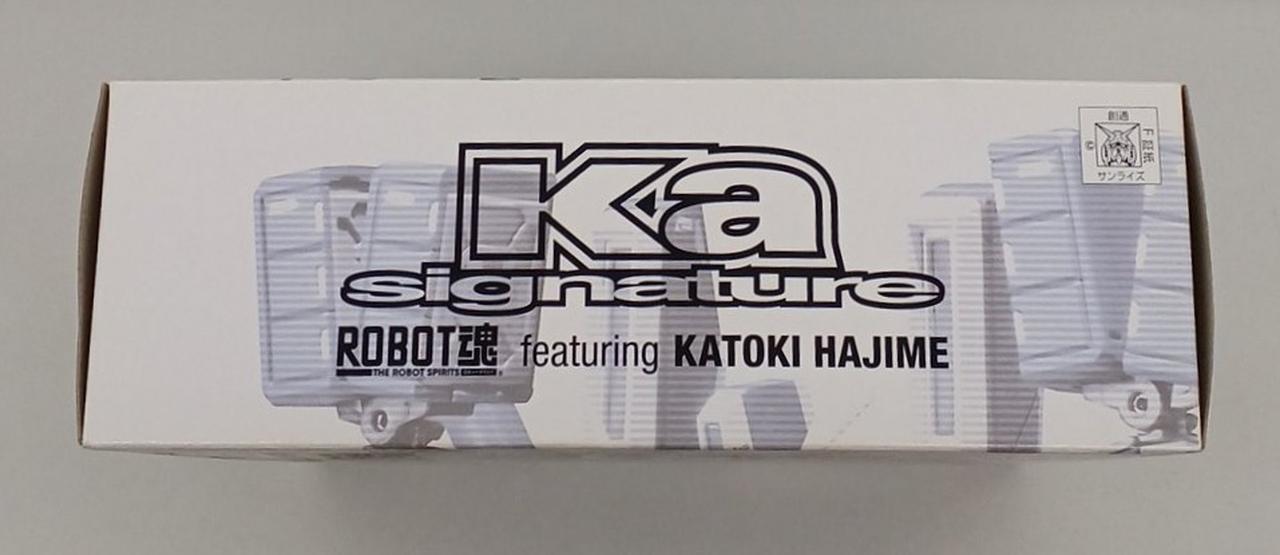 Ka
signature
ROBOT魂 featuring KATOKI HAJIME
THE ROBOT SPIRITS
創通
©
サンライズ